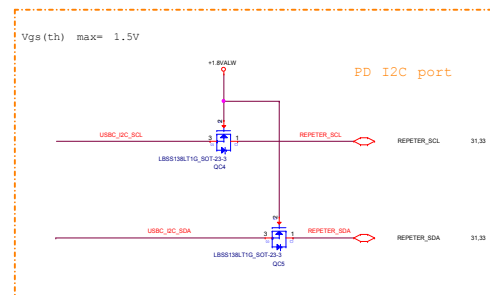 Vgs(th) max= 1.5V
+1.8VALW
PD I2C port
2
USBC_I2C_SCL
3
1
REPETER_SCL
REPETER_SCL
31,33
LBSS138LT1G_SOT-23-3
QC4
2
USBC_I2C_SDA
3
1
REPETER_SDA
REPETER_SDA
31,33
LBSS138LT1G_SOT-23-3
QC5